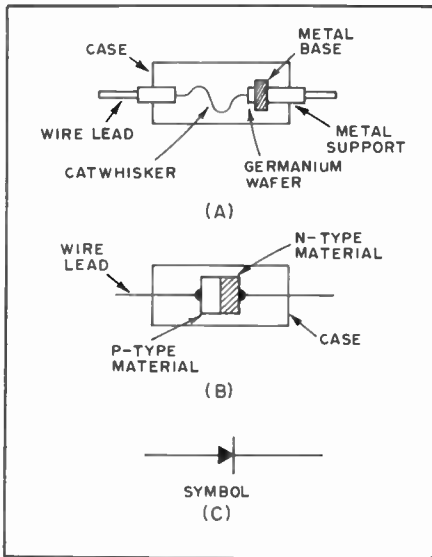 METAL
BASE
CASE
WIRE LEAD
METAL
SUPPORT
CATWHISKER
GERMANIUM
WAFER
(A)
N-TYPE
MATERIAL
WIRE
LEAD
CASE
P-TYPE
MATERIAL
(B)
SYMBOL
(C)